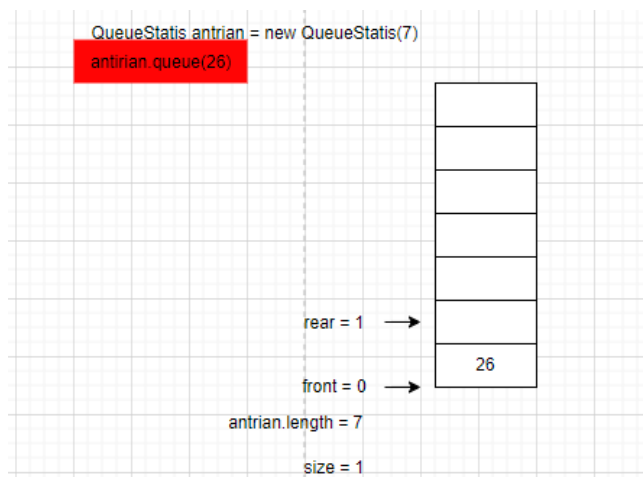 QueueStatis antrian = new QueueStatis(7)
antirian.queue(26)
rear = 1
26
front = 0
antrian.length = 7
size = 1